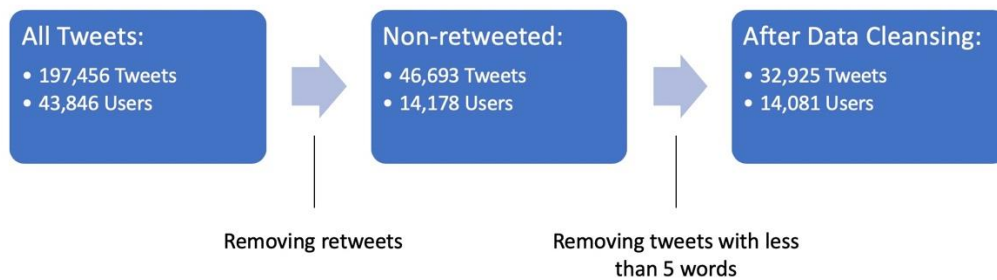 All Tweets:
• 197,456 Tweets
• 43,846 Users
Non-retweeted:
• 46,693 Tweets
• 14,178 Users
After Data Cleansing:
• 32,925 Tweets
• 14,081 Users
Removing retweets
Removing tweets with less
than 5 words